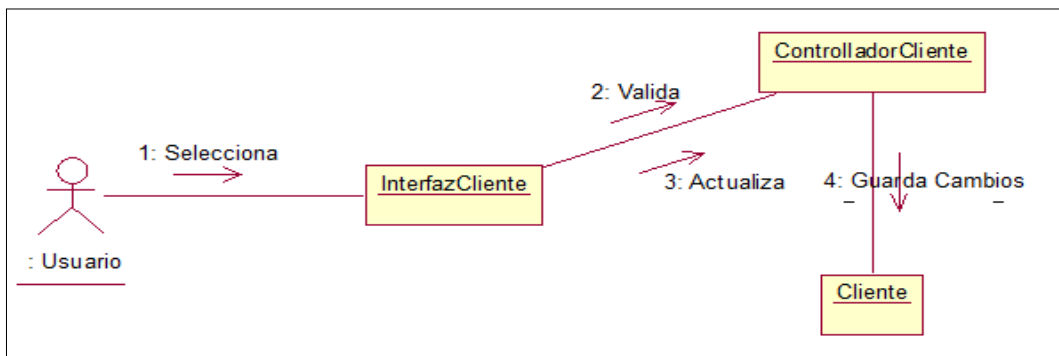 ControlladorCliente
2: Valida
1: Selecciona
InterfazCliente
3: Actualiza
4: Guarda Cambios
: Usuario
Cliente